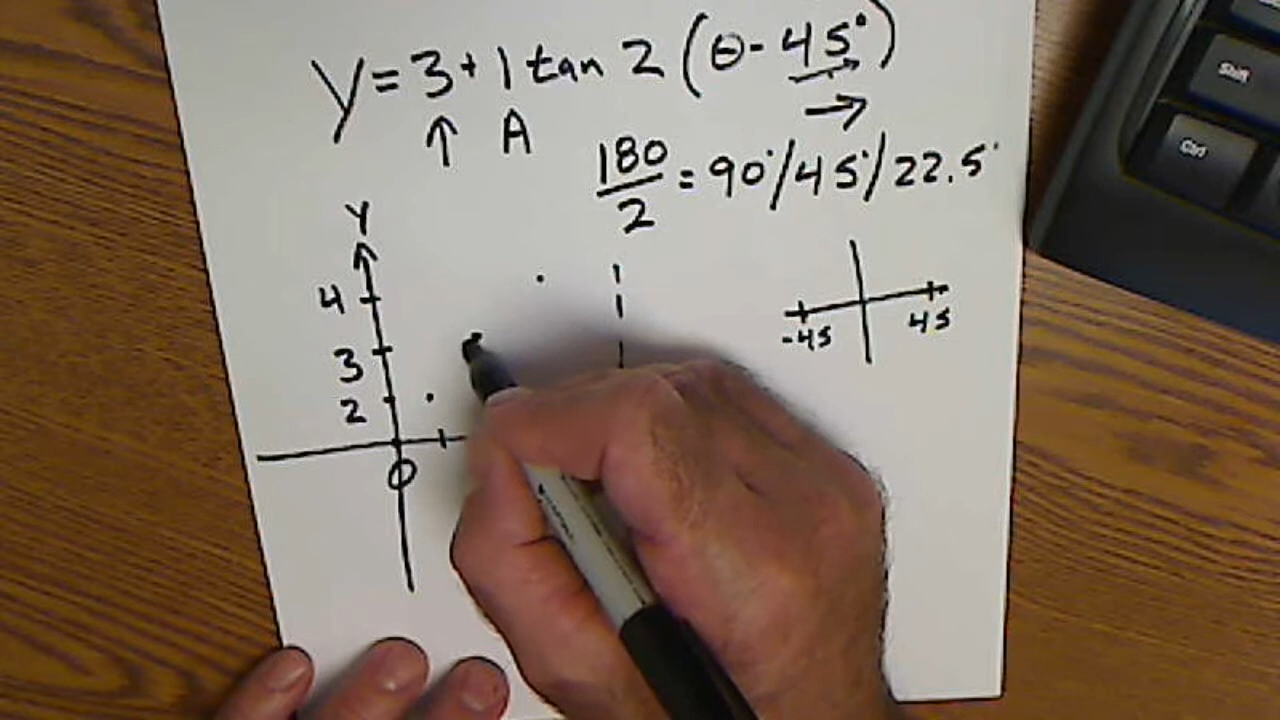 y = 3 + 1 tan 2 (θ - 45°)
↑ A →
180/2 = 90°/45°/22.5°
Y
4
3
2
0
-45 45
Shift
Ctrl